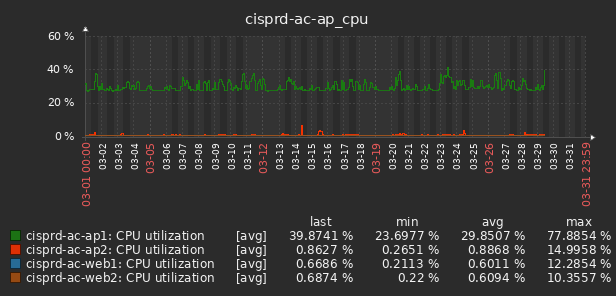 cisprd-ac-ap_cpu
60 %
40 %
20 %
0 %
03-01 00:00 03-02 03-03 03-04 03-05 03-06 03-07 03-08 03-09 03-10 03-11 03-12 03-13 03-14 03-15 03-16 03-17 03-18 03-19 03-20 03-21 03-22 03-23 03-24 03-25 03-26 03-27 03-28 03-29 03-30 03-31 03-31 23:59
last min avg max
cisprd-ac-ap1: CPU utilization [avg] 39.8741 % 23.6977 % 29.8507 % 77.8854 %
cisprd-ac-ap2: CPU utilization [avg] 0.8627 % 0.2651 % 0.8868 % 14.9958 %
cisprd-ac-web1: CPU utilization [avg] 0.6686 % 0.2113 % 0.6011 % 12.2854 %
cisprd-ac-web2: CPU utilization [avg] 0.6874 % 0.22 % 0.6094 % 10.3557 %